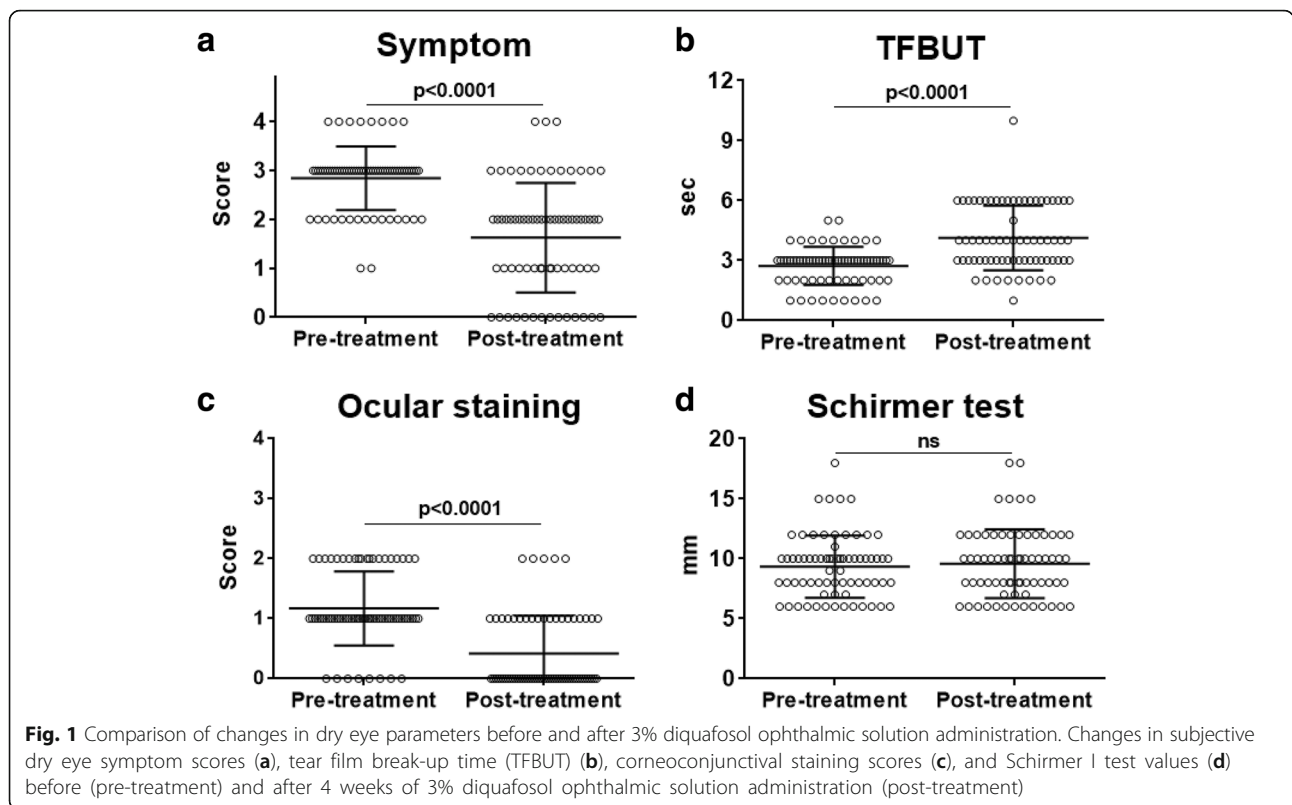 a
Symptom
p<0.0001
Score
4
3
2
1
0
Pre-treatment Post-treatment
b
TFBUT
p<0.0001
sec
12
9
6
3
0
Pre-treatment Post-treatment
c
Ocular staining
p<0.0001
Score
4
3
2
1
0
Pre-treatment Post-treatment
d
Schirmer test
ns
mm
20
15
10
5
0
Pre-treatment Post-treatment
Fig. 1 Comparison of changes in dry eye parameters before and after 3% diquafosol ophthalmic solution administration. Changes in subjective
dry eye symptom scores (a), tear film break-up time (TFBUT) (b), corneoconjunctival staining scores (c), and Schirmer I test values (d)
before (pre-treatment) and after 4 weeks of 3% diquafosol ophthalmic solution administration (post-treatment)